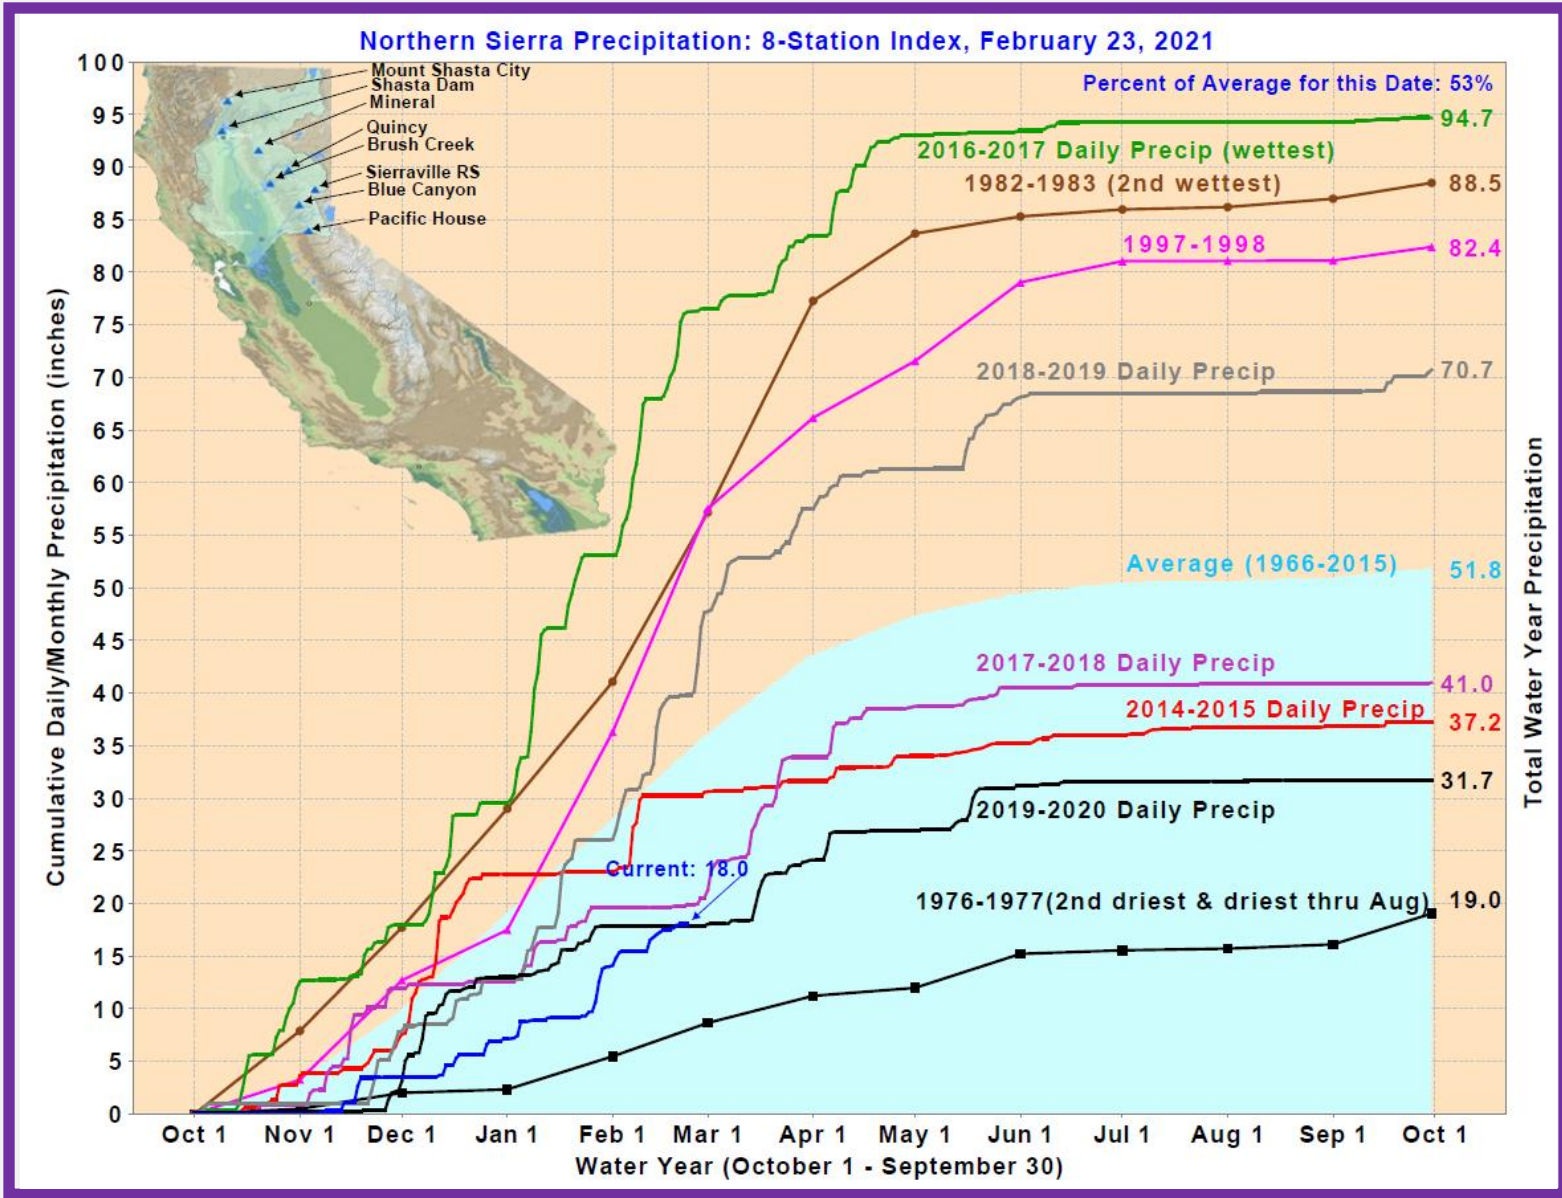 Northern Sierra Precipitation: 8-Station Index, February 23, 2021
Percent of Average for this Date: 53%
Mount Shasta City
Shasta Dam
Mineral
Quincy
Brush Creek
Sierraville RS
Blue Canyon
Pacific House
Cumulative Daily/Monthly Precipitation (inches)
100
95
90
85
80
75
70
65
60
55
50
45
40
35
30
25
20
15
10
5
0
2016-2017 Daily Precip (wettest)
94.7
1982-1983 (2nd wettest)
88.5
1997-1998
82.4
2018-2019 Daily Precip
70.7
Average (1966-2015)
51.8
2017-2018 Daily Precip
41.0
2014-2015 Daily Precip
37.2
31.7
2019-2020 Daily Precip
Current: 18.0
1976-1977(2nd driest & driest thru Aug)
19.0
Total Water Year Precipitation
Oct 1 Nov 1 Dec 1 Jan 1 Feb 1 Mar 1 Apr 1 May 1 Jun 1 Jul 1 Aug 1 Sep 1 Oct 1
Water Year (October 1 - September 30)